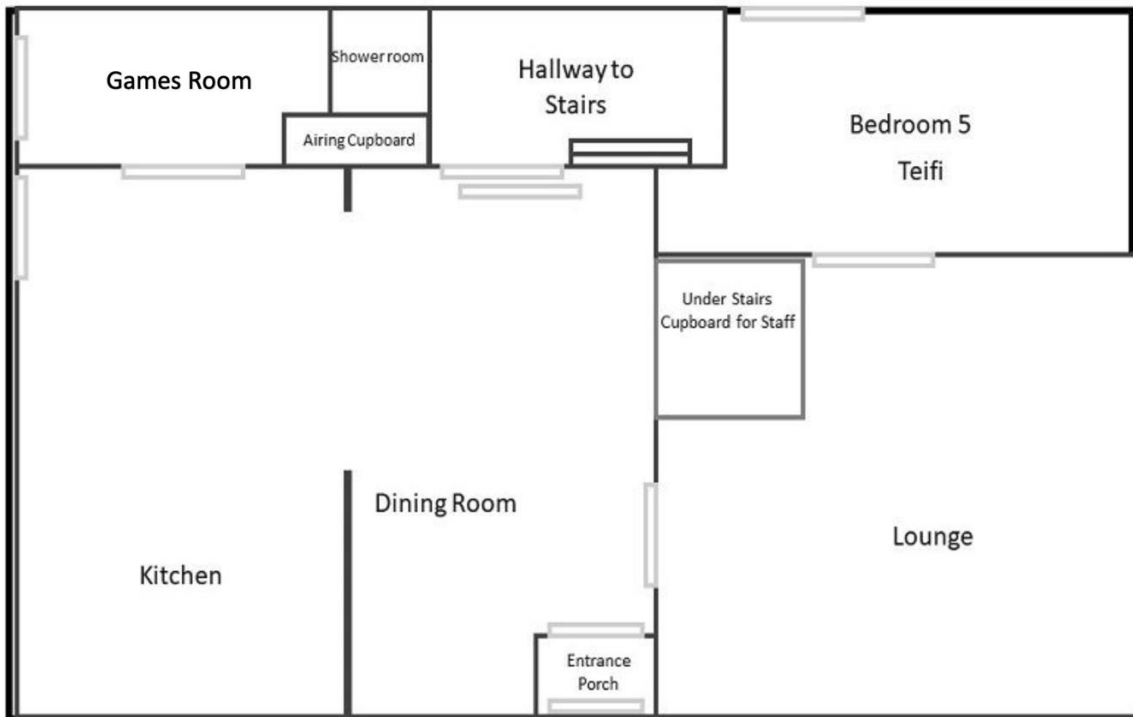 Games Room
Shower room
Airing Cupboard
Hallway to
Stairs
Bedroom 5
Teifi
Under Stairs
Cupboard for Staff
Dining Room
Kitchen
Lounge
Entrance
Porch